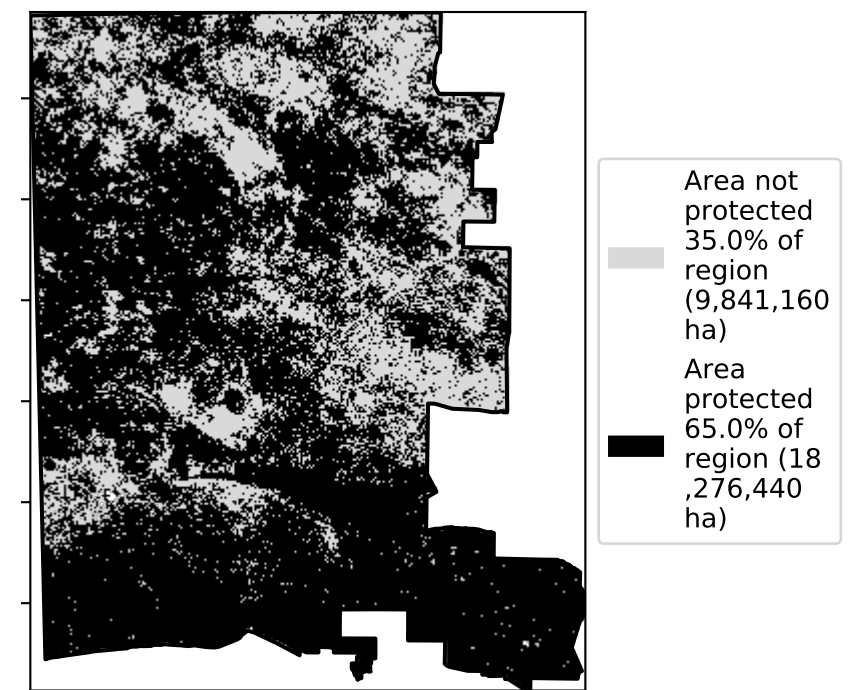 Area not
protected
35.0% of
region
(9,841,160
ha)
Area
protected
65.0% of
region (18
,276,440
ha)